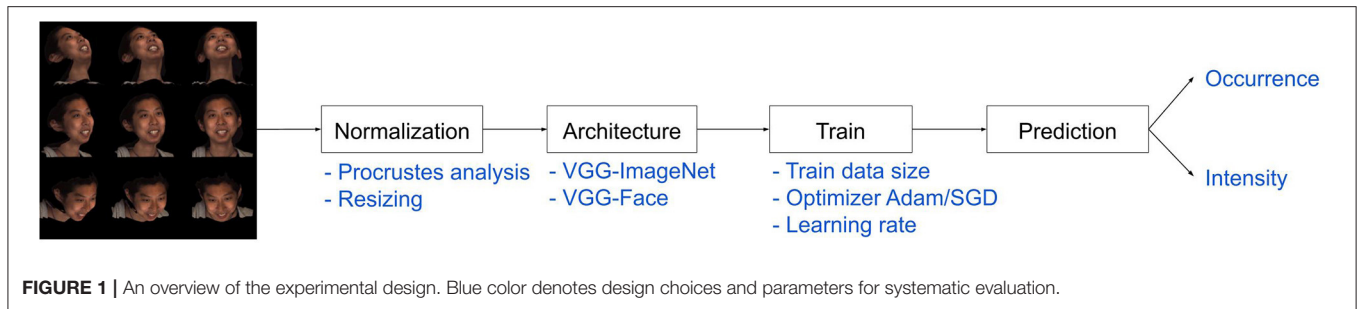 Normalization
- Procrustes analysis
- Resizing
Architecture
- VGG-ImageNet
- VGG-Face
Train
- Train data size
- Optimizer Adam/SGD
- Learning rate
Prediction
Occurrence
Intensity
FIGURE 1 | An overview of the experimental design. Blue color denotes design choices and parameters for systematic evaluation.